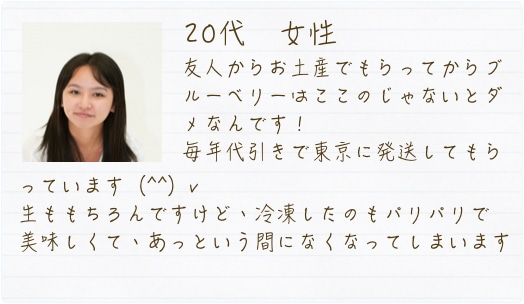 20代　女性
友人からお土産でもらってからブ
ルーベリーはここのじゃないとダ
メなんです！
毎年代引きで東京に発送してもら
っています (^^) v
生ももちろんですけど、冷凍したのもパリパリで
美味しくて、あっという間になくなってしまいます